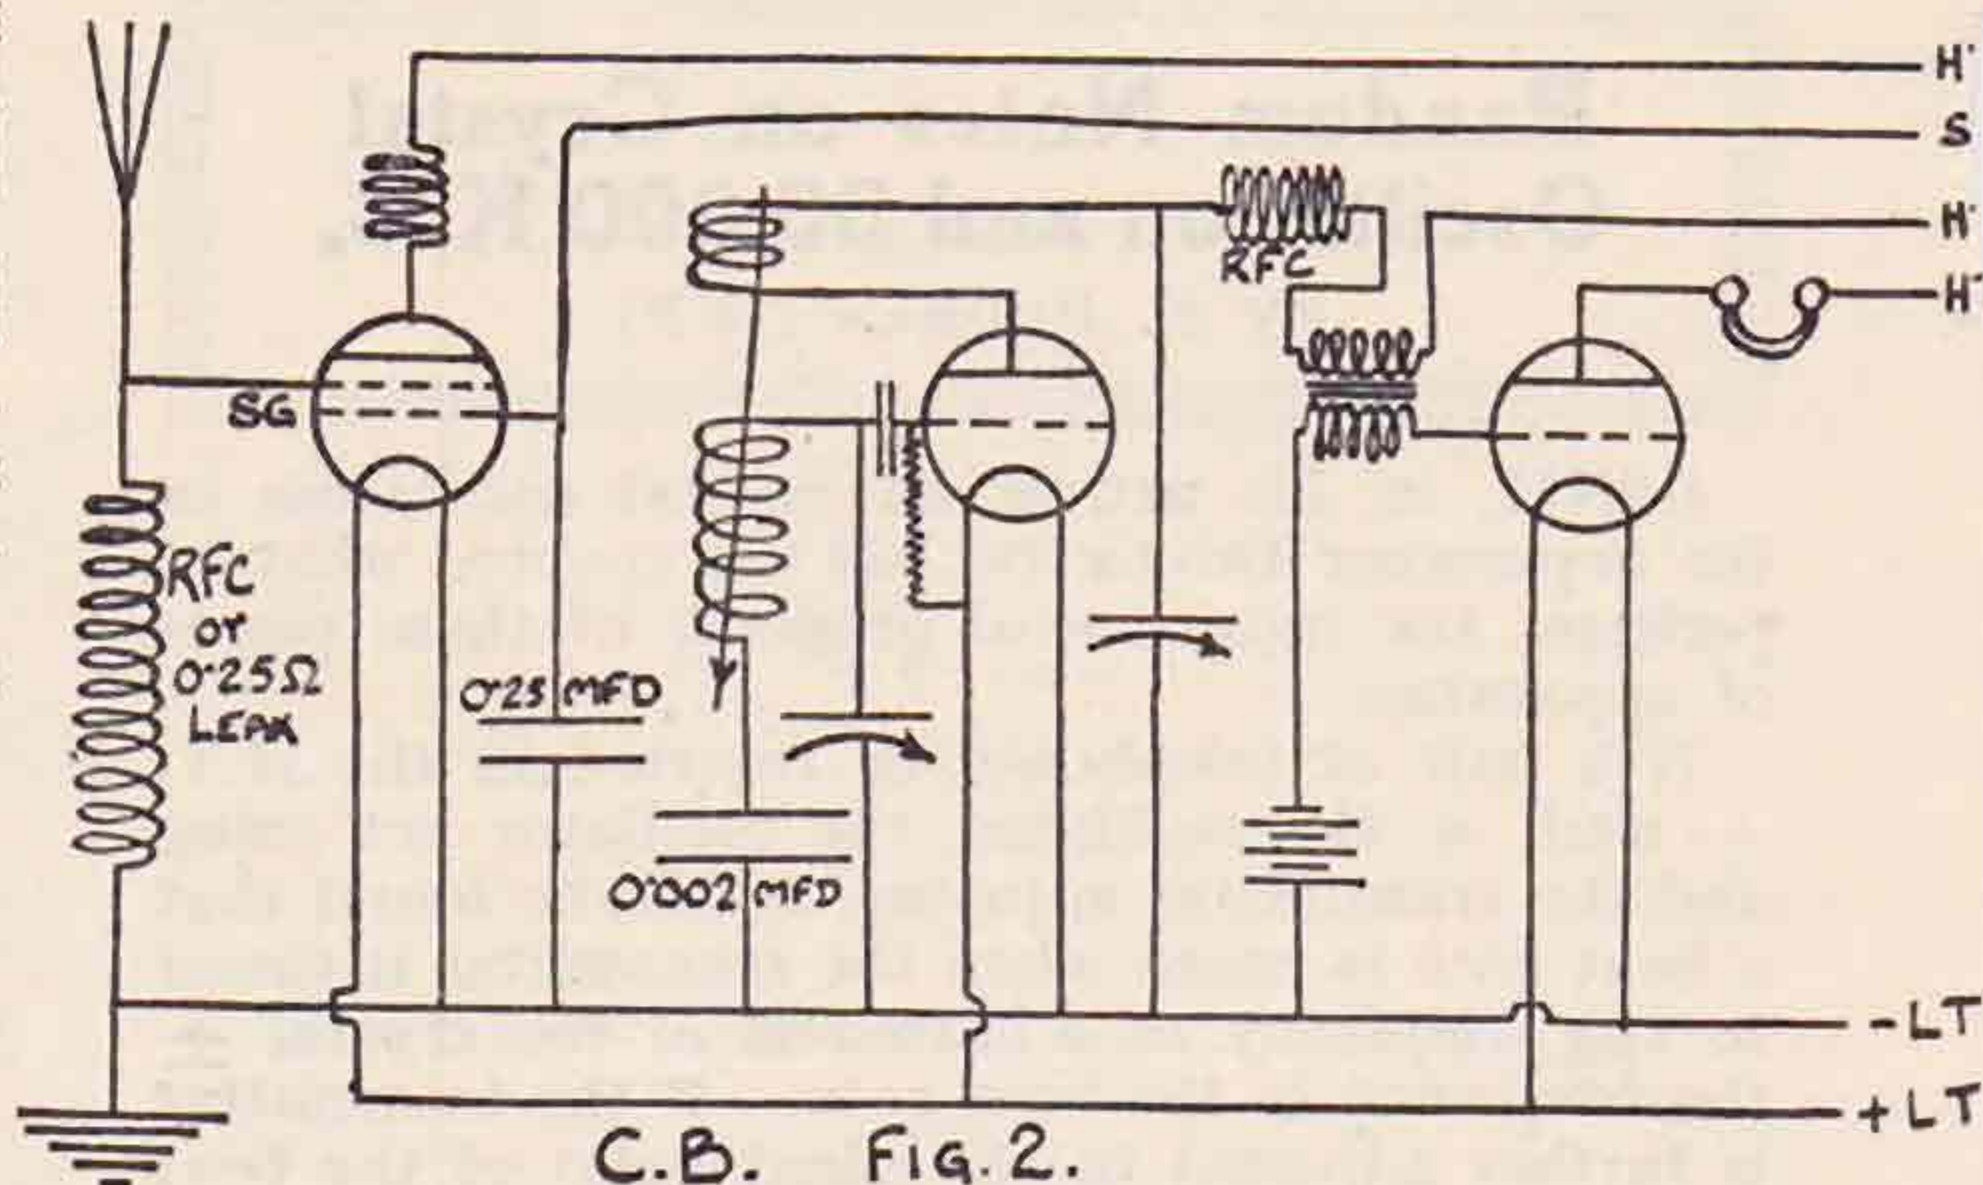 H
S
H
RFC
H
SG
RFC
or
0.25Ω
LEAK
0.25 MFD
0.002 MFD
- LT
+ LT
C.B. FIG. 2.